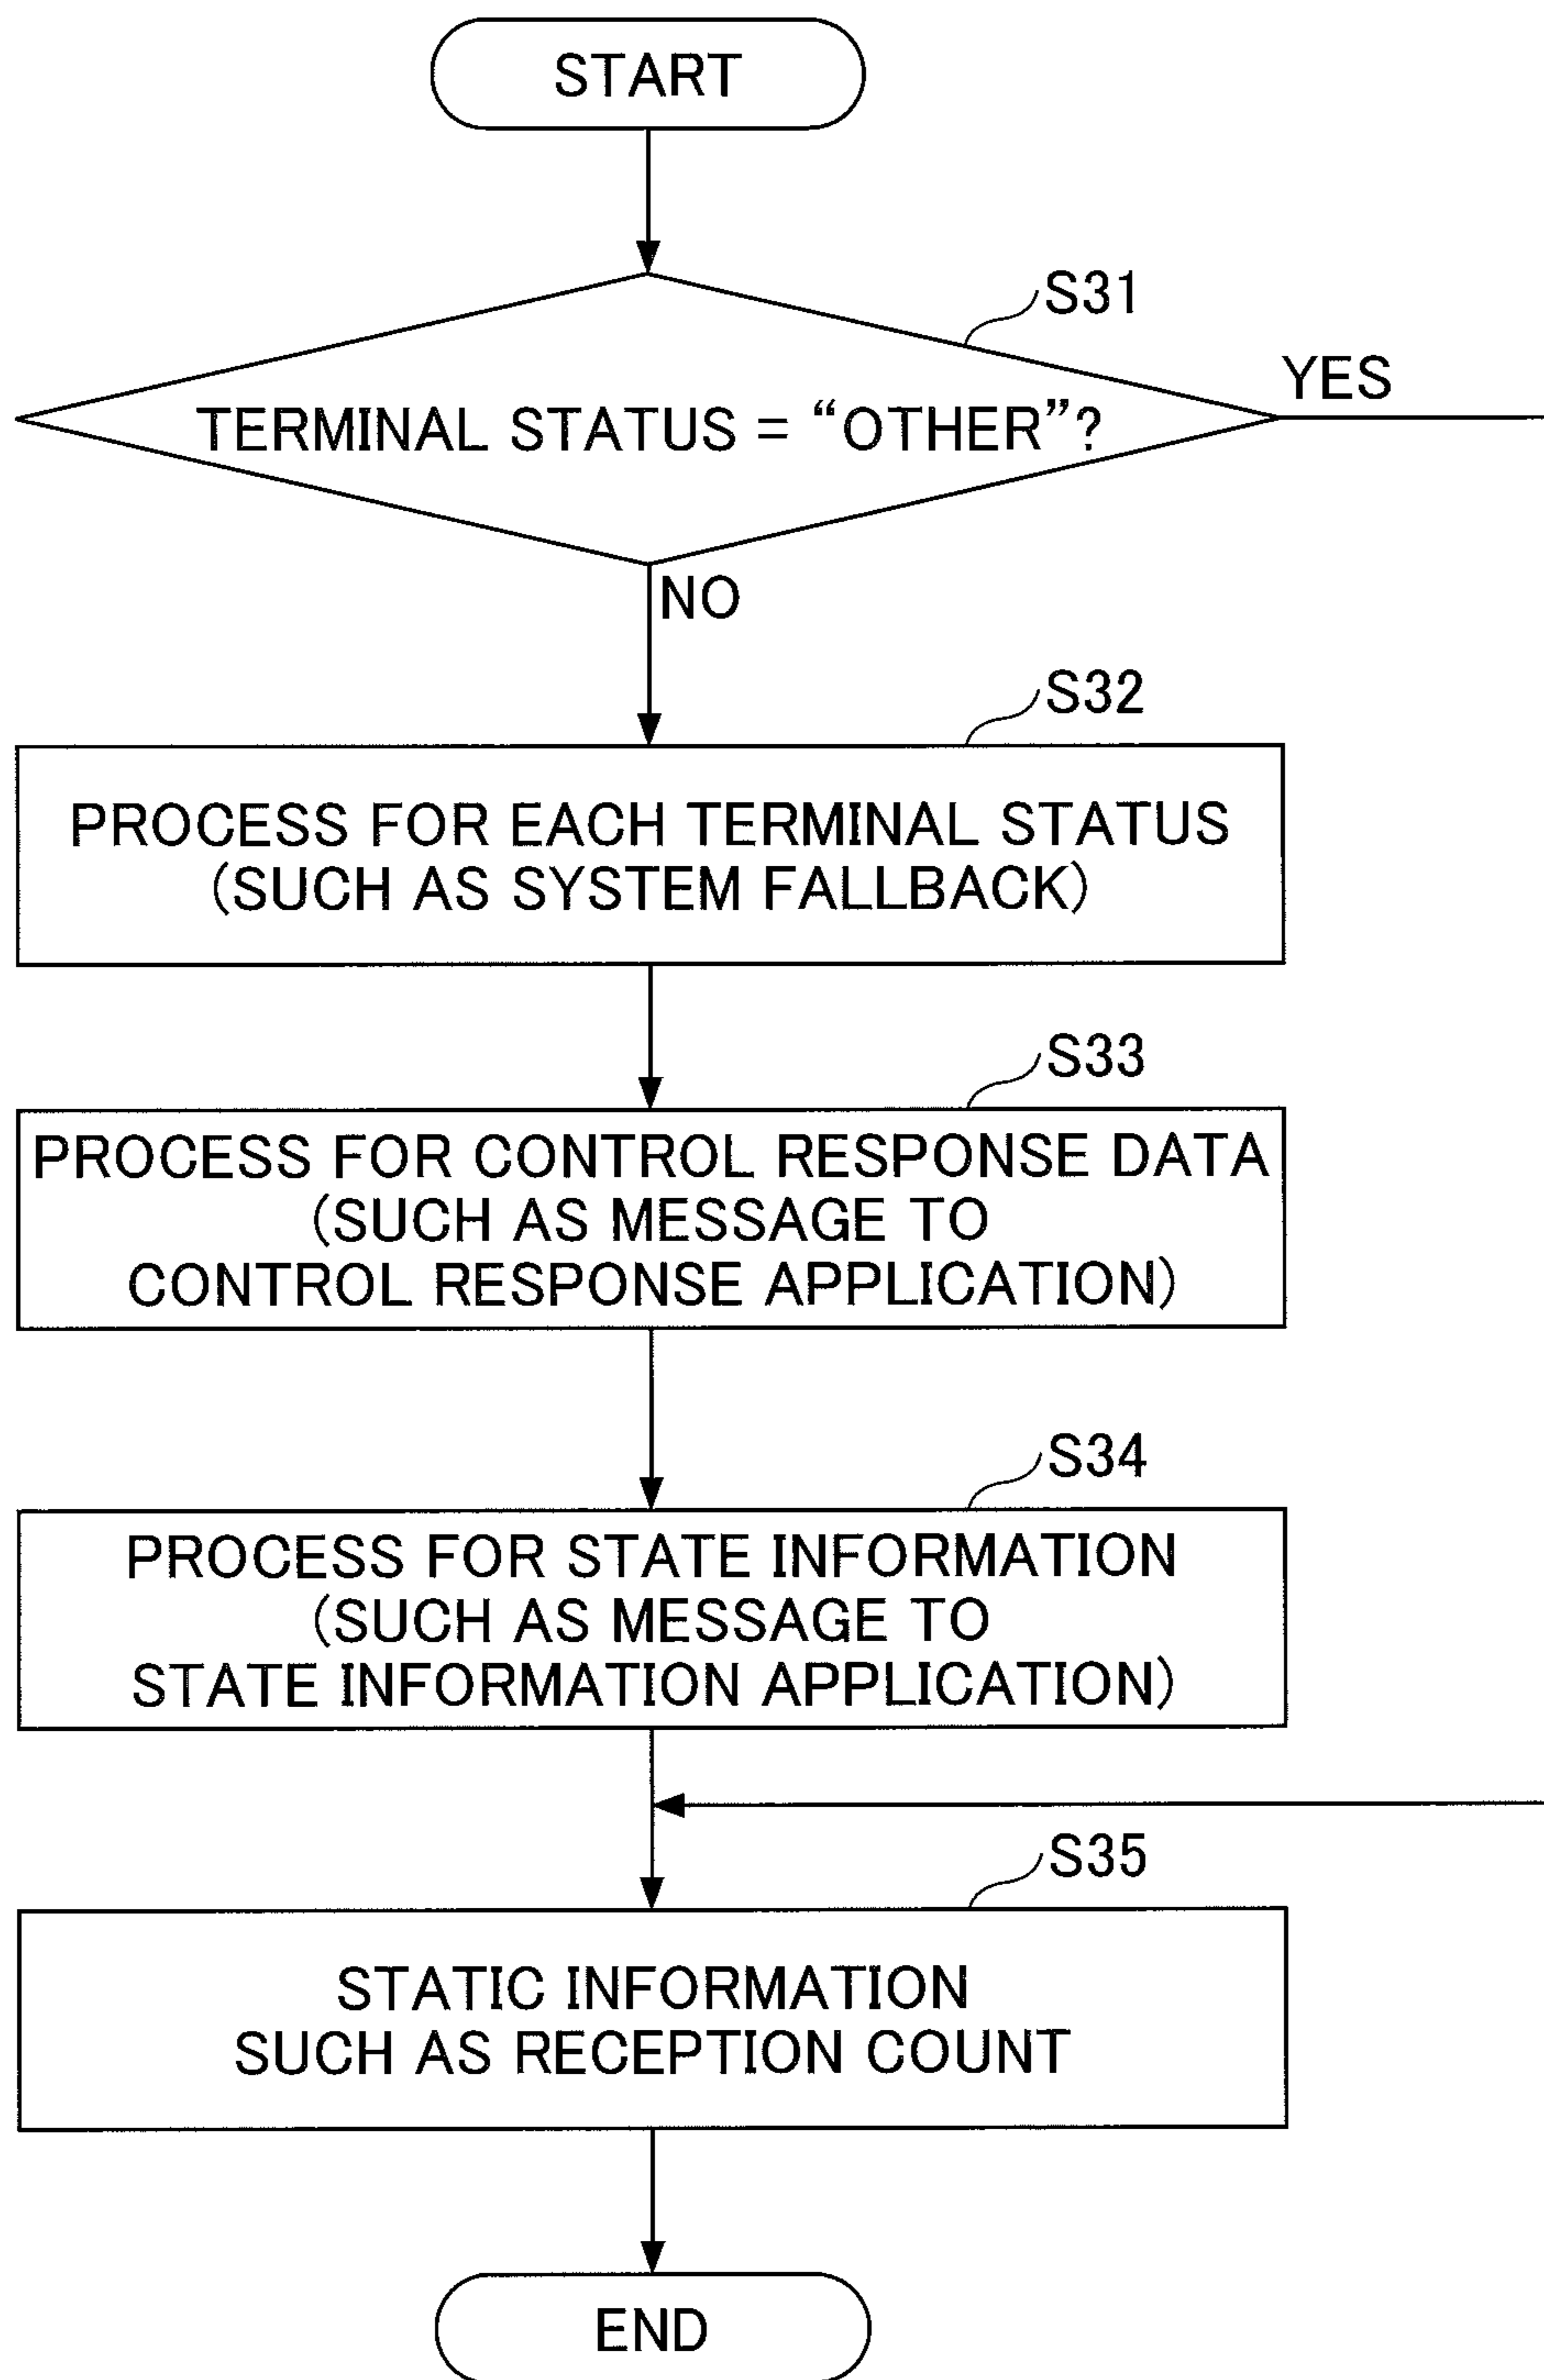 START
S31
YES
TERMINAL STATUS = “OTHER”?
NO
S32
PROCESS FOR EACH TERMINAL STATUS
(SUCH AS SYSTEM FALLBACK)
S33
PROCESS FOR CONTROL RESPONSE DATA
(SUCH AS MESSAGE TO
CONTROL RESPONSE APPLICATION)
S34
PROCESS FOR STATE INFORMATION
(SUCH AS MESSAGE TO
STATE INFORMATION APPLICATION)
S35
STATIC INFORMATION
SUCH AS RECEPTION COUNT
END